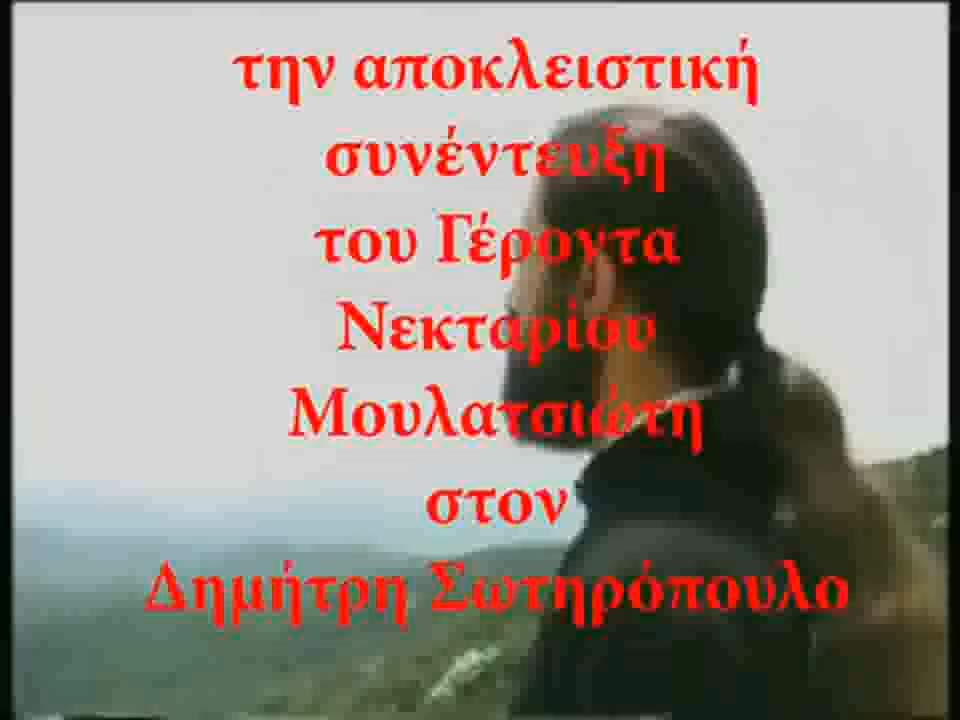 την αποκλειστική
συνέντευξη
του Γέροντα
Νεκταρίου
Μουλατσιώτη
στον
Δημήτρη Σωτηρόπουλο